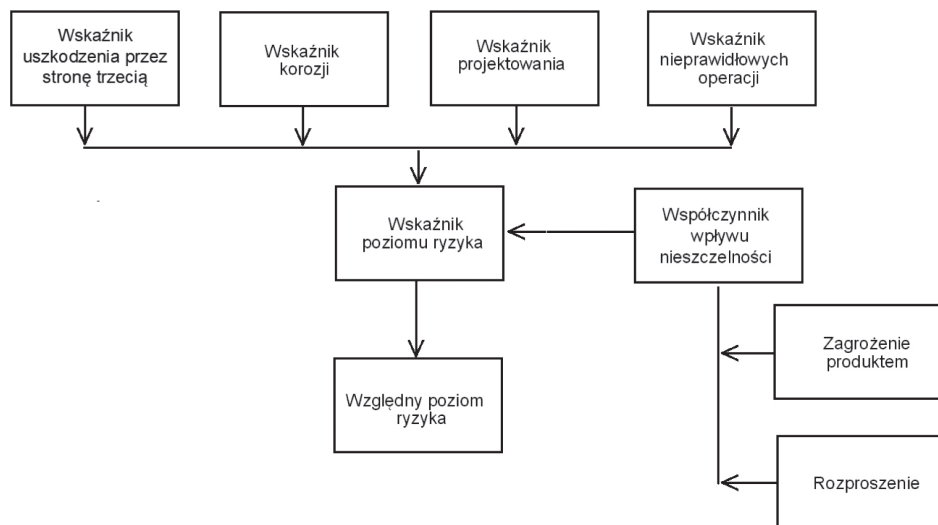 Wskaźnik
uszkodzenia przez
stronę trzecią
Wskaźnik
korozji
Wskaźnik
projektowania
Wskaźnik
nieprawidłowych
operacji
Wskaźnik
poziomu ryzyka
Współczynnik
wpływu
nieszczelności
Zagrożenie
produktem
Względny poziom
ryzyka
Rozproszenie